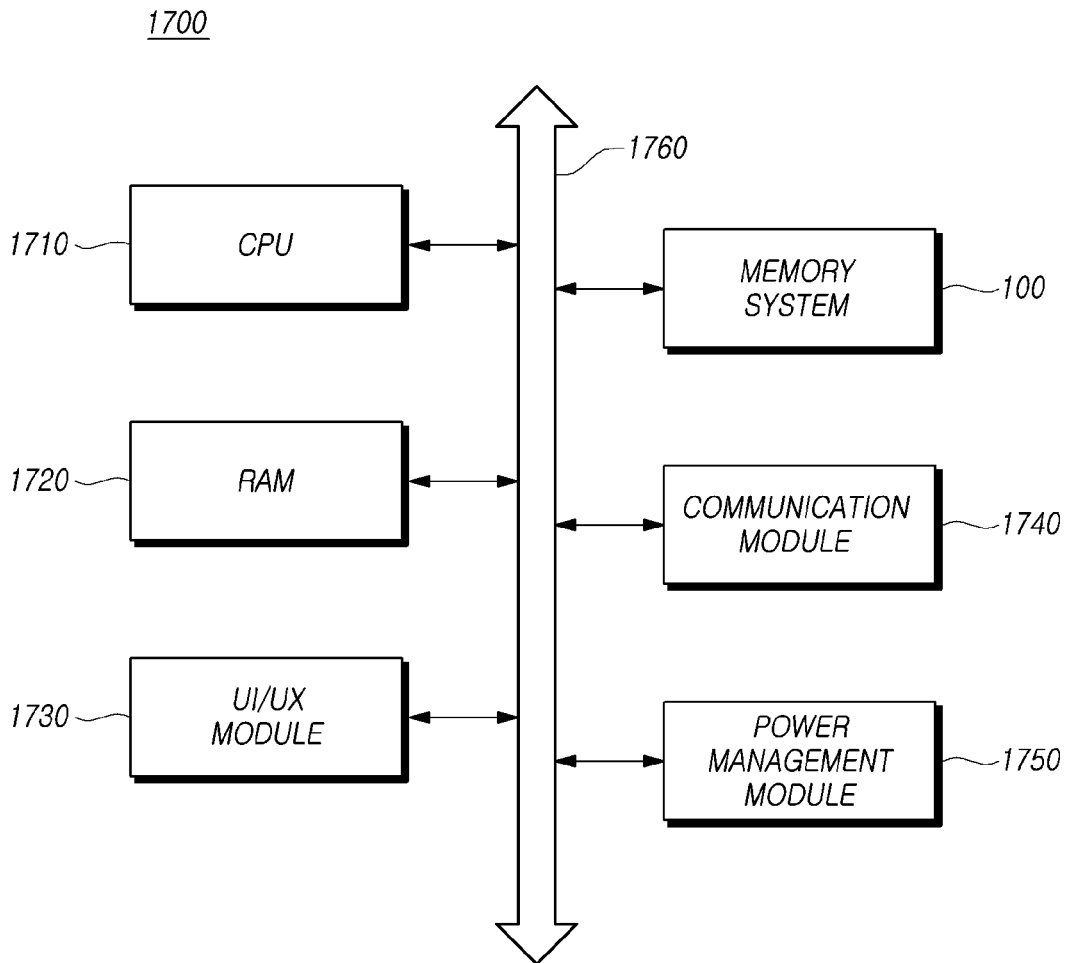 1700
1760
1710
CPU
MEMORY
SYSTEM
100
1720
RAM
COMMUNICATION
MODULE
1740
1730
UI/UX
MODULE
POWER
MANAGEMENT
MODULE
1750